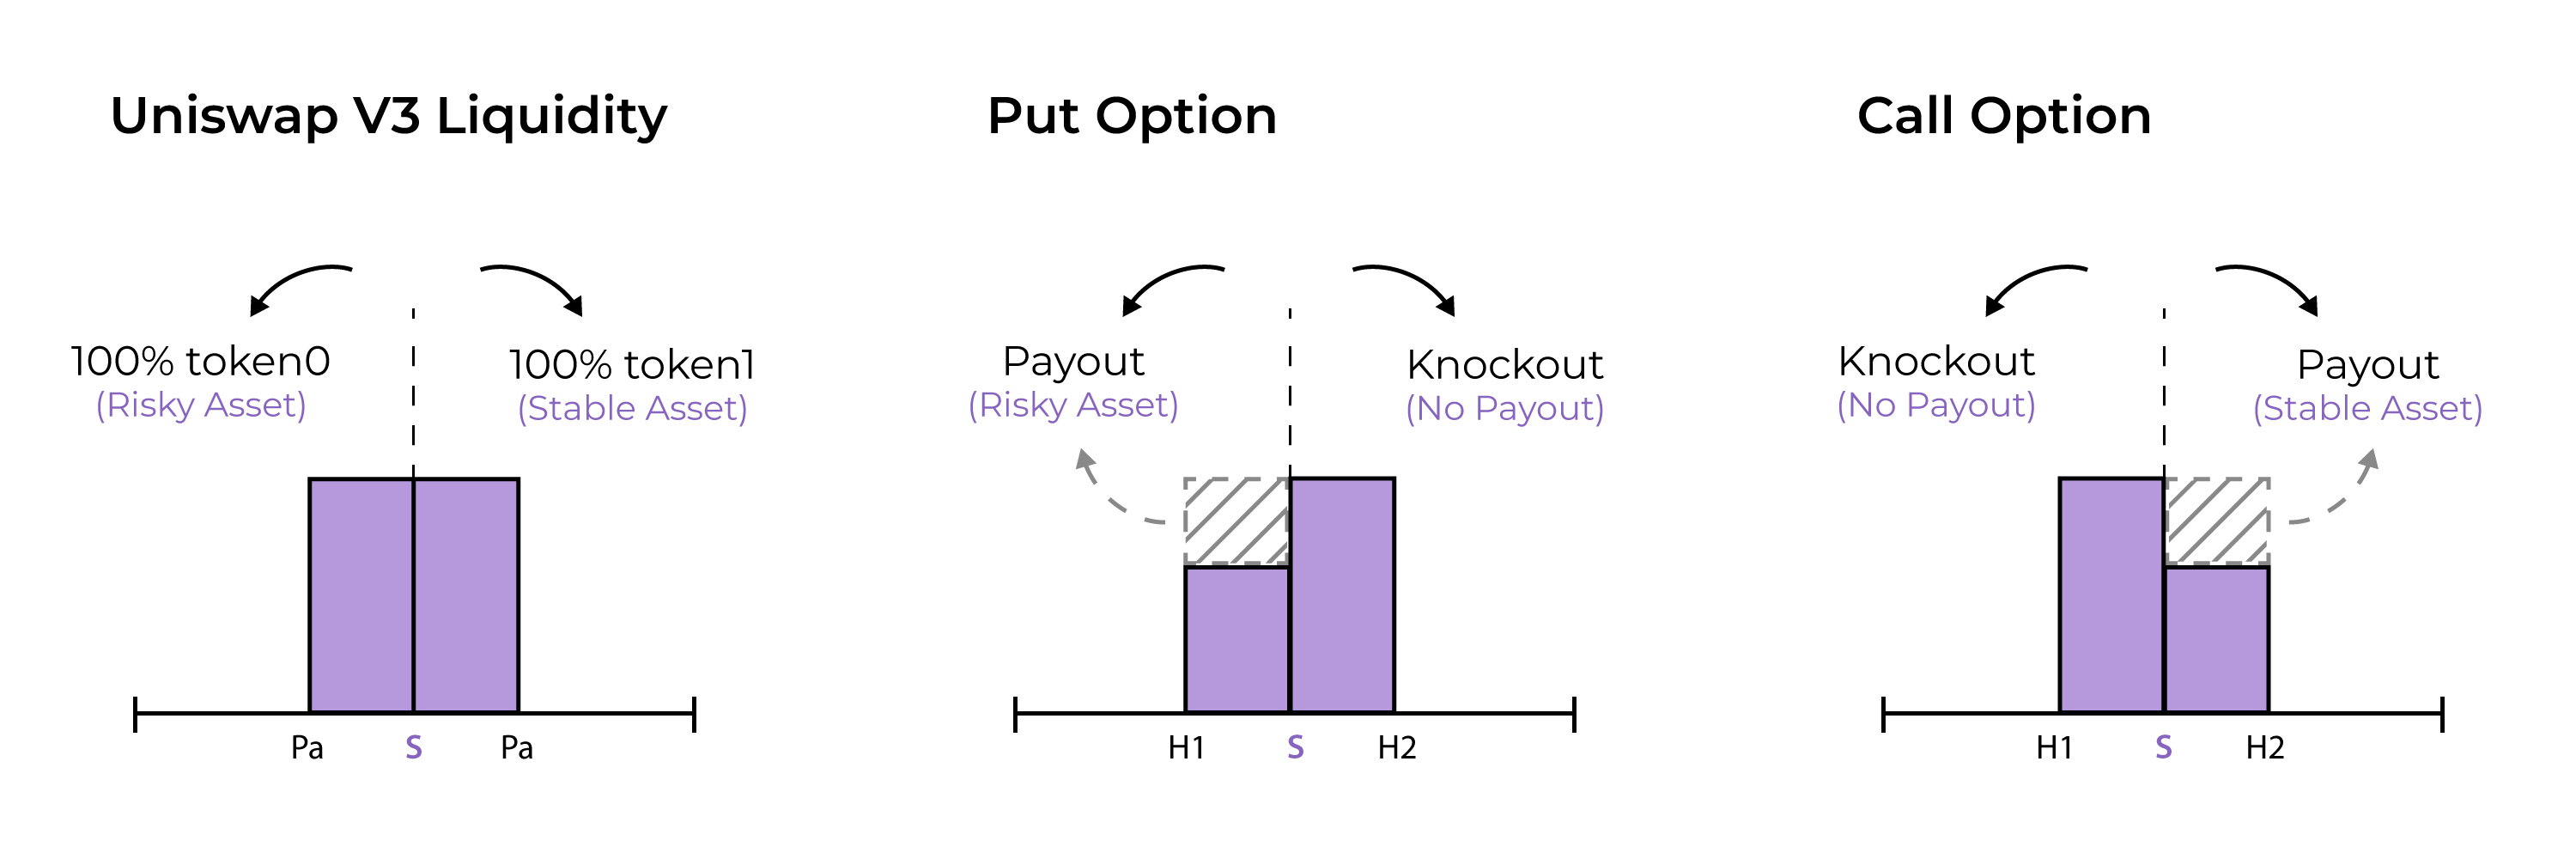 Uniswap V3 Liquidity
100% token0
(Risky Asset)
100% token1
(Stable Asset)
Pa
S
Pa
Put Option
Payout
(Risky Asset)
Knockout
(No Payout)
H1
S
H2
Call Option
Knockout
(No Payout)
Payout
(Stable Asset)
H1
S
H2